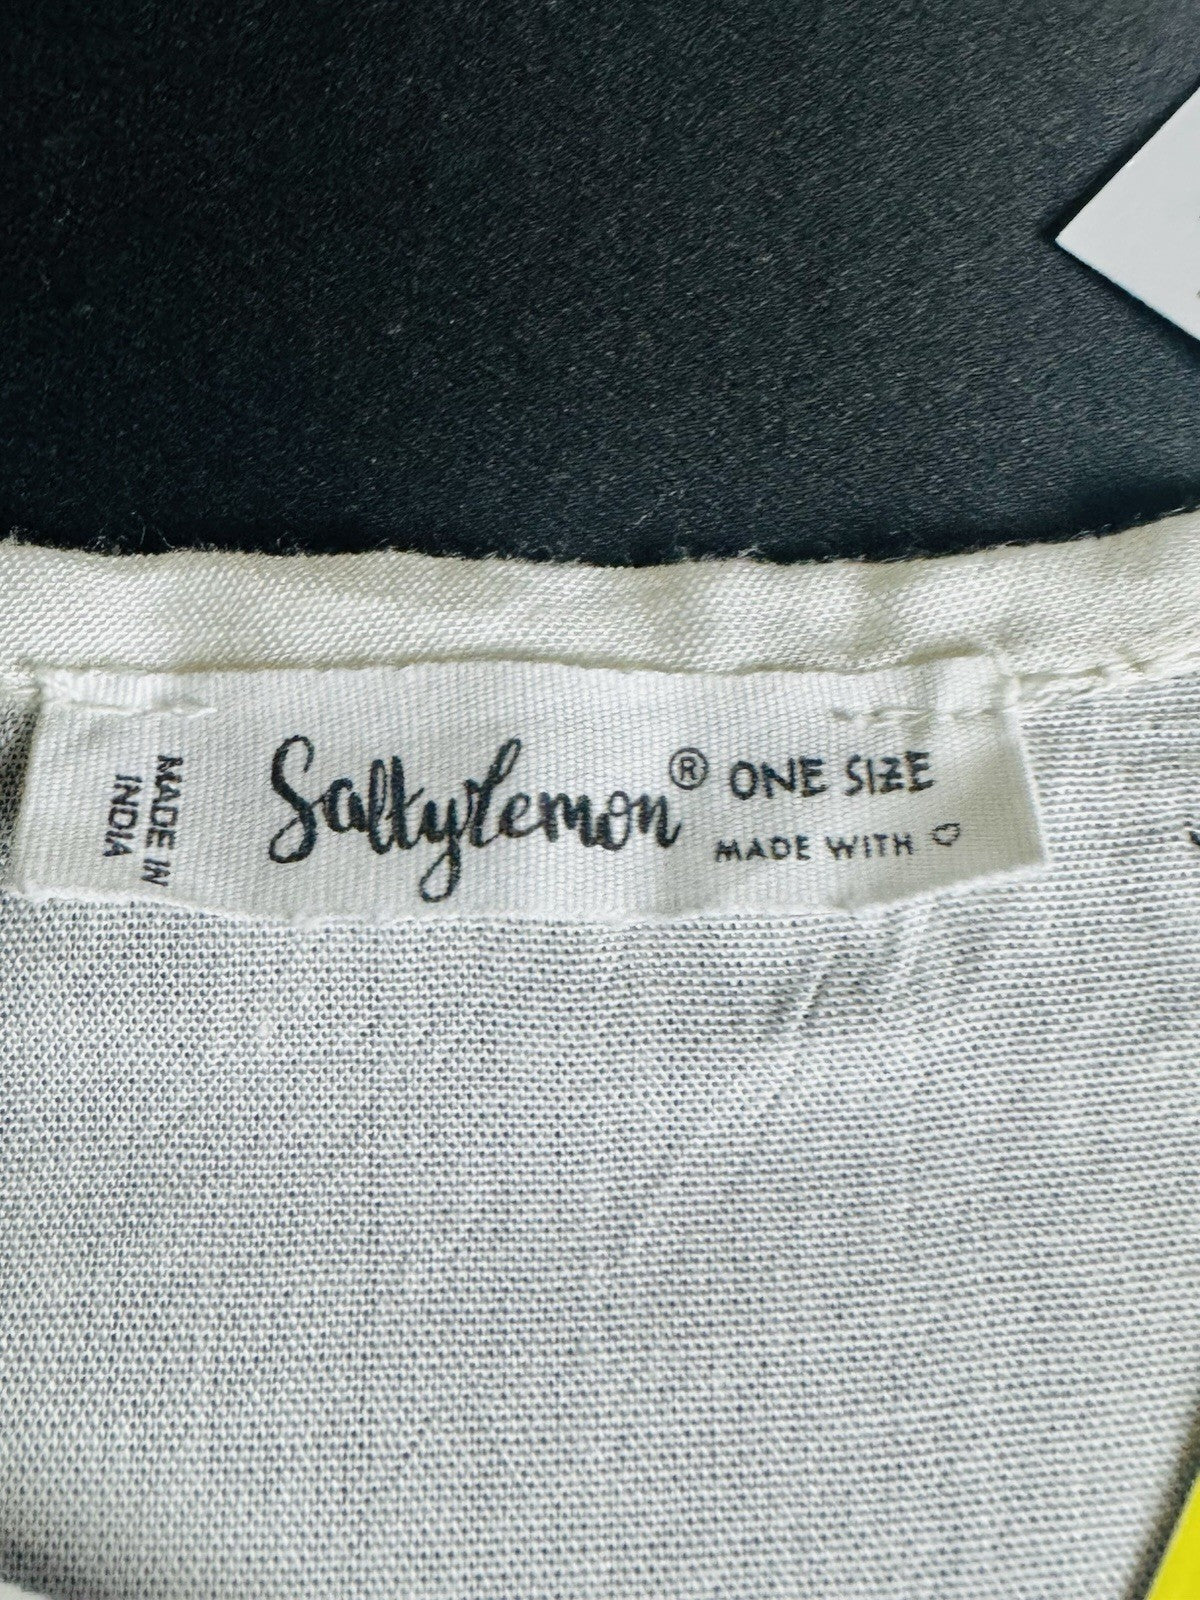 MADE IN
INDIA
Saltylemon® ONE SIZE
MADE WITH ♡